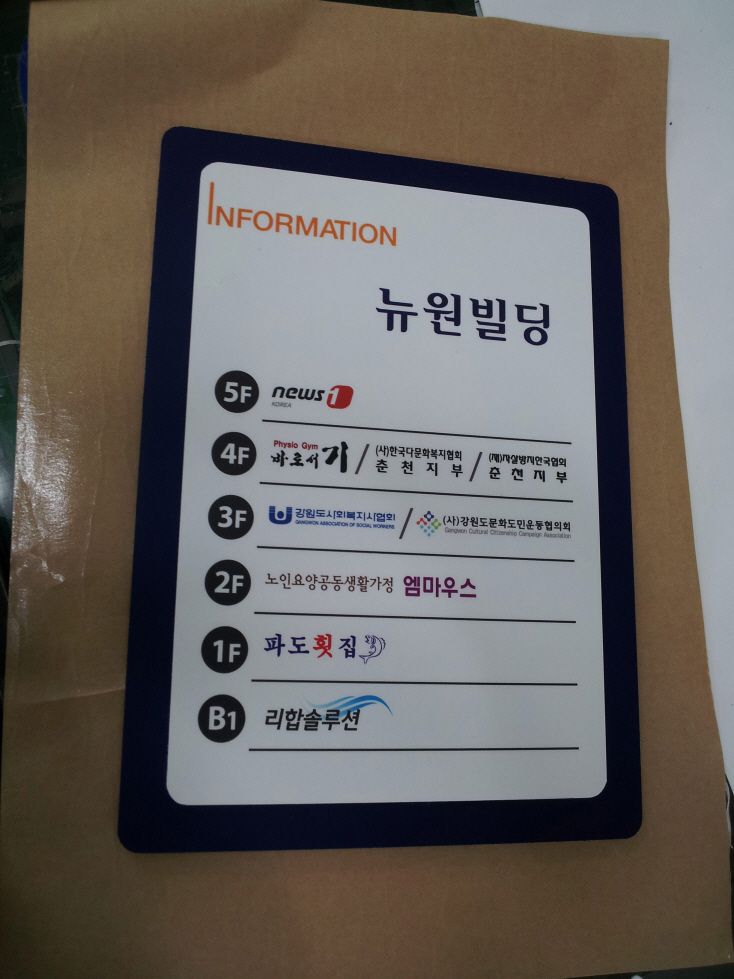 INFORMATION
뉴원빌딩
5F news1 KOREA
4F Physio Gym 바로서기 / (사)한국다문화복지협회 춘천지부 / (재)자살방지한국협회 춘천지부
3F 강원도사회복지사협회 GANGWON ASSOCIATION OF SOCIAL WORKERS / (사)강원도문화도민운동협의회 Gangwon Cultural Citizenship Campaign Association
2F 노인요양공동생활가정 엠마우스
1F 파도횟집
B1 리합솔루션